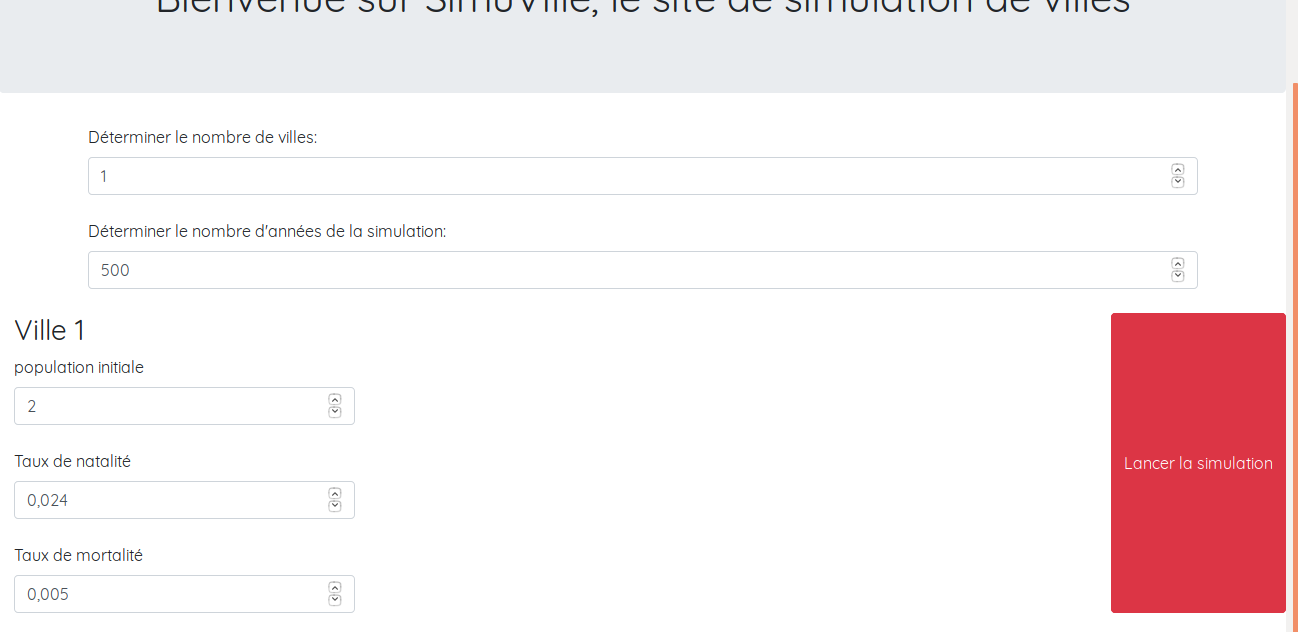 Bienvenue sur SimuVille, le site de simulation de villes
Déterminer le nombre de villes:
1
Déterminer le nombre d'années de la simulation:
500
Ville 1
population initiale
2
Taux de natalité
0,024
Taux de mortalité
0,005
Lancer la simulation